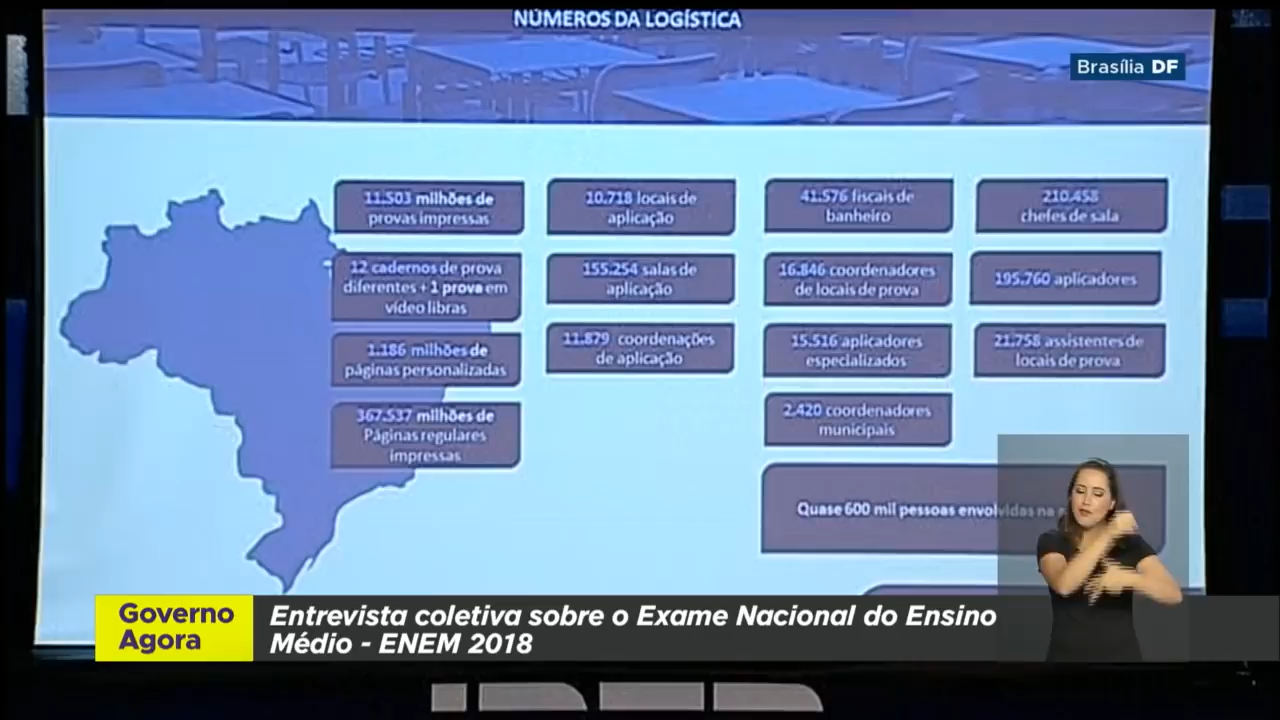 NÚMEROS DA LOGÍSTICA
Brasília DF
11.503 milhões de
provas impressas
10.718 locais de
aplicação
41.576 fiscais de
banheiro
210.458
chefes de sala
12 cadernos de prova
diferentes + 1 prova em
vídeo libras
155.254 salas de
aplicação
16.846 coordenadores
de locais de prova
195.760 aplicadores
1.186 milhões de
páginas personalizadas
11.879 coordenações
de aplicação
15.516 aplicadores
especializados
21.758 assistentes de
locais de prova
367.537 milhões de
Páginas regulares
impressas
2.420 coordenadores
municipais
Quase 600 mil pessoas envolvidas na
Governo
Agora
Entrevista coletiva sobre o Exame Nacional do Ensino
Médio - ENEM 2018